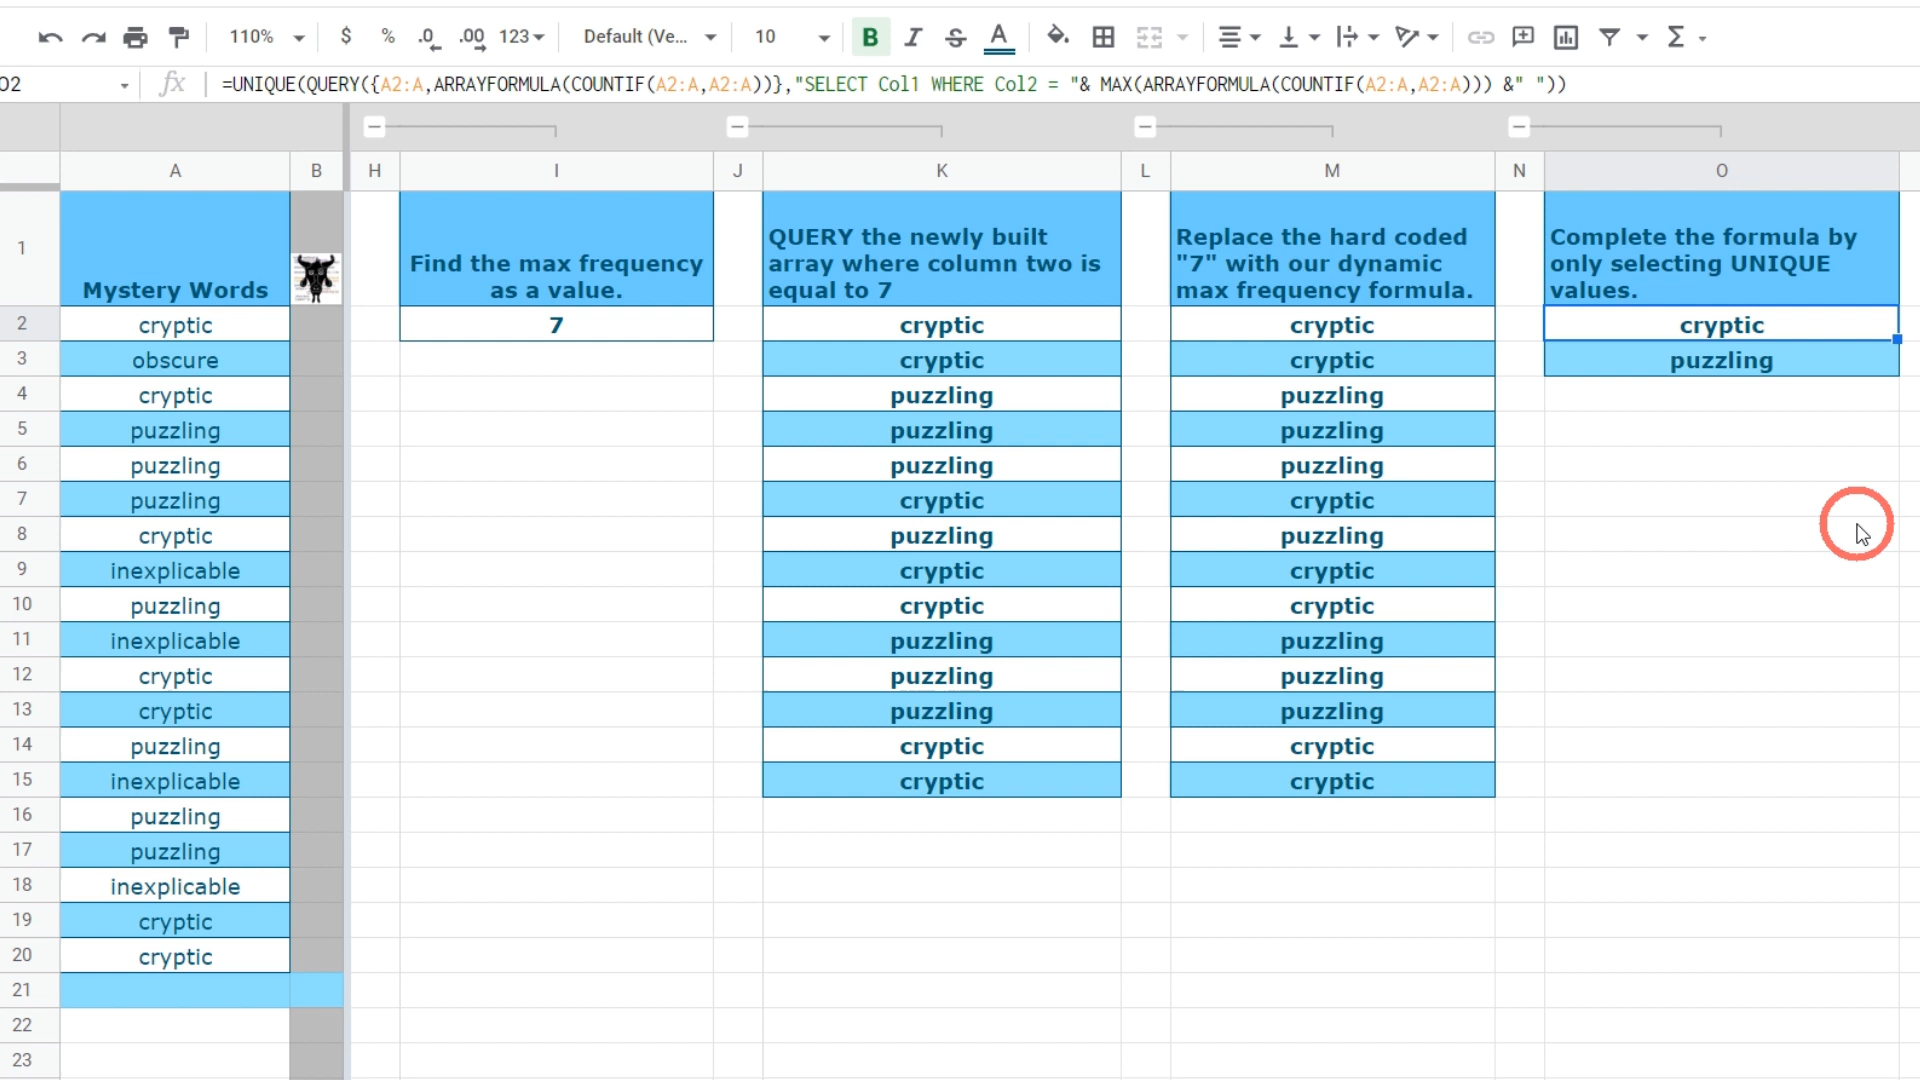 110% $ % .0 .00 123 Default (Ve... 10 B I S A Σ
O2 fx =UNIQUE(QUERY({A2:A,ARRAYFORMULA(COUNTIF(A2:A,A2:A))},"SELECT Col1 WHERE Col2 = "& MAX(ARRAYFORMULA(COUNTIF(A2:A,A2:A))) &" "))
A B H I J K L M N O
1
Mystery Words
Find the max frequency
as a value.
QUERY the newly built
array where column two is
equal to 7
Replace the hard coded
"7" with our dynamic
max frequency formula.
Complete the formula by
only selecting UNIQUE
values.
2 cryptic 7 cryptic cryptic cryptic
3 obscure cryptic cryptic puzzling
4 cryptic puzzling puzzling
5 puzzling puzzling puzzling
6 puzzling puzzling puzzling
7 puzzling cryptic cryptic
8 cryptic puzzling puzzling
9 inexplicable cryptic cryptic
10 puzzling cryptic cryptic
11 inexplicable puzzling puzzling
12 cryptic puzzling puzzling
13 cryptic puzzling puzzling
14 puzzling cryptic cryptic
15 inexplicable cryptic cryptic
16 puzzling
17 puzzling
18 inexplicable
19 cryptic
20 cryptic
21
22
23